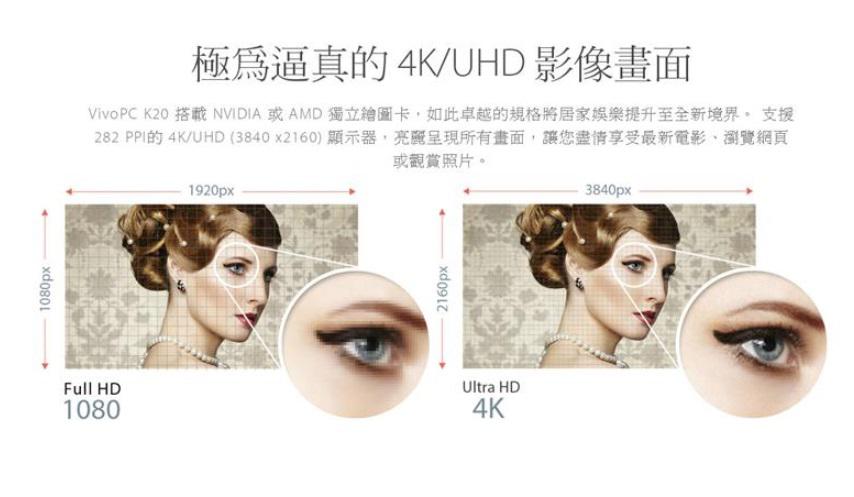 極為逼真的 4K/UHD 影像畫面
VivoPC K20 搭載 NVIDIA 或 AMD 獨立繪圖卡，如此卓越的規格將居家娛樂提升至全新境界。 支援
282 PPI的 4K/UHD (3840 x2160) 顯示器，亮麗呈現所有畫面，讓您盡情享受最新電影、瀏覽網頁
或觀賞照片。
1920px
3840px
1080px
2160px
Full HD
1080
Ultra HD
4K